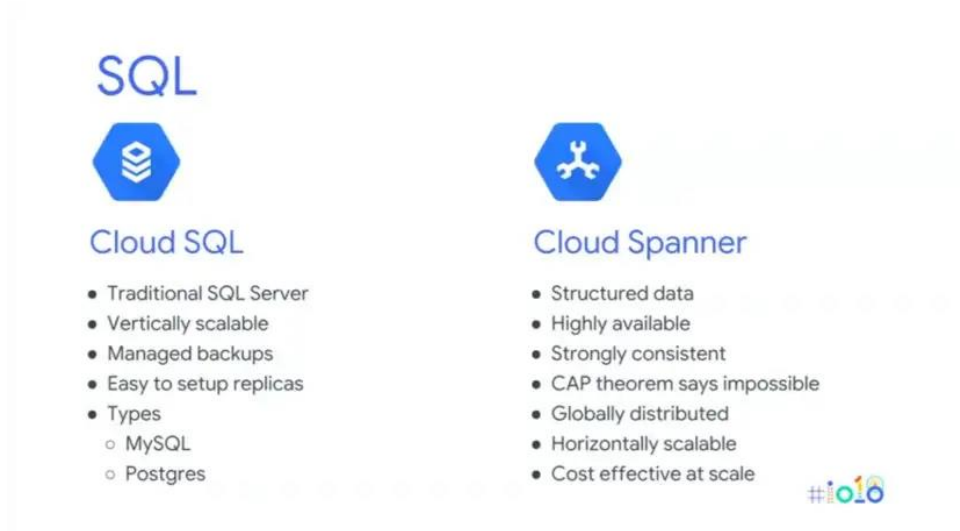 SQL
Cloud SQL
• Traditional SQL Server
• Vertically scalable
• Managed backups
• Easy to setup replicas
• Types
○ MySQL
○ Postgres
Cloud Spanner
• Structured data
• Highly available
• Strongly consistent
• CAP theorem says impossible
• Globally distributed
• Horizontally scalable
• Cost effective at scale
#io18